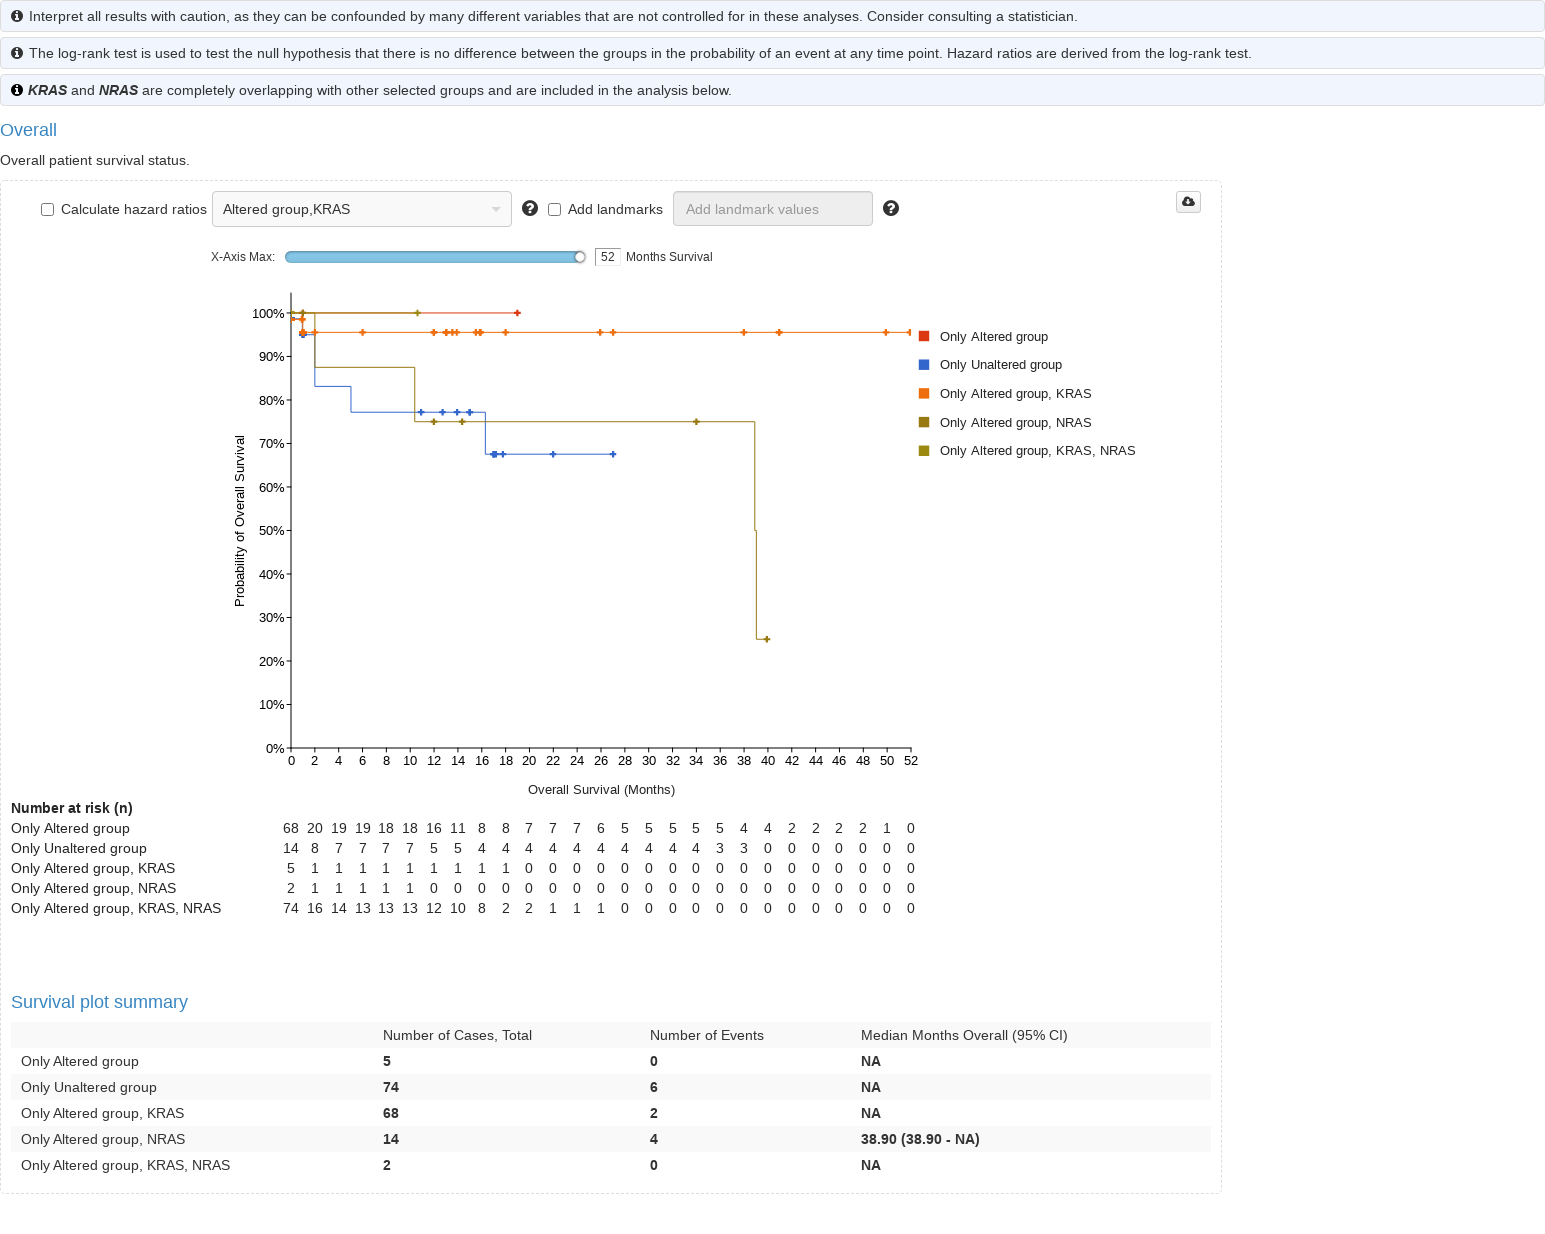 Interpret all results with caution, as they can be confounded by many different variables that are not controlled for in these analyses. Consider consulting a statistician.
The log-rank test is used to test the null hypothesis that there is no difference between the groups in the probability of an event at any time point. Hazard ratios are derived from the log-rank test.
KRAS and NRAS are completely overlapping with other selected groups and are included in the analysis below.
Overall
Overall patient survival status.
Calculate hazard ratios Altered group,KRAS Add landmarks Add landmark values
X-Axis Max: 52 Months Survival
100%
90%
80%
70%
60%
50%
40%
30%
20%
10%
0%
Probability of Overall Survival
0 2 4 6 8 10 12 14 16 18 20 22 24 26 28 30 32 34 36 38 40 42 44 46 48 50 52
Overall Survival (Months)
Only Altered group
Only Unaltered group
Only Altered group, KRAS
Only Altered group, NRAS
Only Altered group, KRAS, NRAS
Number at risk (n)
Only Altered group 68 20 19 19 18 18 16 11 8 8 7 7 7 6 5 5 5 5 5 4 4 2 2 2 2 1 0
Only Unaltered group 14 8 7 7 7 7 5 5 4 4 4 4 4 4 4 4 4 4 3 3 0 0 0 0 0 0 0
Only Altered group, KRAS 5 1 1 1 1 1 1 1 1 1 0 0 0 0 0 0 0 0 0 0 0 0 0 0 0 0 0
Only Altered group, NRAS 2 1 1 1 1 1 0 0 0 0 0 0 0 0 0 0 0 0 0 0 0 0 0 0 0 0 0
Only Altered group, KRAS, NRAS 74 16 14 13 13 13 12 10 8 2 2 1 1 1 0 0 0 0 0 0 0 0 0 0 0 0 0
Survival plot summary
Number of Cases, Total Number of Events Median Months Overall (95% CI)
Only Altered group 5 0 NA
Only Unaltered group 74 6 NA
Only Altered group, KRAS 68 2 NA
Only Altered group, NRAS 14 4 38.90 (38.90 - NA)
Only Altered group, KRAS, NRAS 2 0 NA